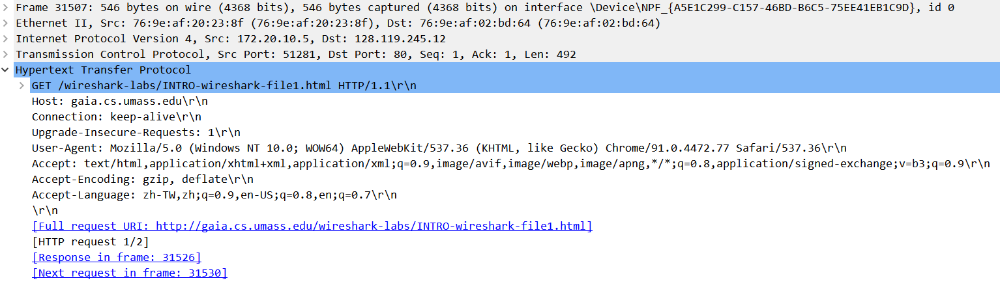 Frame 31507: 546 bytes on wire (4368 bits), 546 bytes captured (4368 bits) on interface \Device\NPF_{A5E1C299-C157-46BD-B6C5-75EE41EB1C9D}, id 0
Ethernet II, Src: 76:9e:af:20:23:8f (76:9e:af:20:23:8f), Dst: 76:9e:af:02:bd:64 (76:9e:af:02:bd:64)
Internet Protocol Version 4, Src: 172.20.10.5, Dst: 128.119.245.12
Transmission Control Protocol, Src Port: 51281, Dst Port: 80, Seq: 1, Ack: 1, Len: 492
Hypertext Transfer Protocol
GET /wireshark-labs/INTRO-wireshark-file1.html HTTP/1.1\r\n
Host: gaia.cs.umass.edu\r\n
Connection: keep-alive\r\n
Upgrade-Insecure-Requests: 1\r\n
User-Agent: Mozilla/5.0 (Windows NT 10.0; WOW64) AppleWebKit/537.36 (KHTML, like Gecko) Chrome/91.0.4472.77 Safari/537.36\r\n
Accept: text/html,application/xhtml+xml,application/xml;q=0.9,image/avif,image/webp,image/apng,*/*;q=0.8,application/signed-exchange;v=b3;q=0.9\r\n
Accept-Encoding: gzip, deflate\r\n
Accept-Language: zh-TW,zh;q=0.9,en-US;q=0.8,en;q=0.7\r\n
\r\n
[Full request URI: http://gaia.cs.umass.edu/wireshark-labs/INTRO-wireshark-file1.html]
[HTTP request 1/2]
[Response in frame: 31526]
[Next request in frame: 31530]